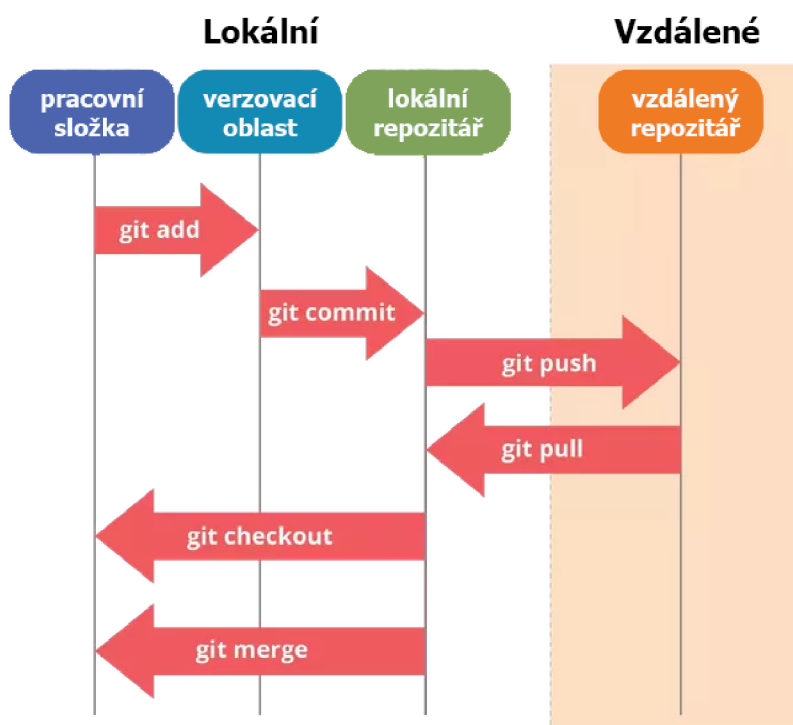 Lokální
Vzdálené
pracovní
složka
verzovací
oblast
lokální
repozitář
vzdálený
repozitář
git add
git commit
git push
git pull
git checkout
git merge